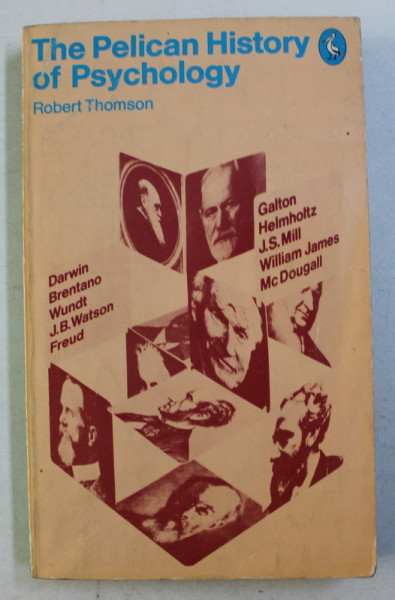 The Pelican History
of Psychology
Robert Thomson
Galton
Helmholtz
J.S. Mill
William James
McDougall
Darwin
Brentano
Wundt
J.B. Watson
Freud